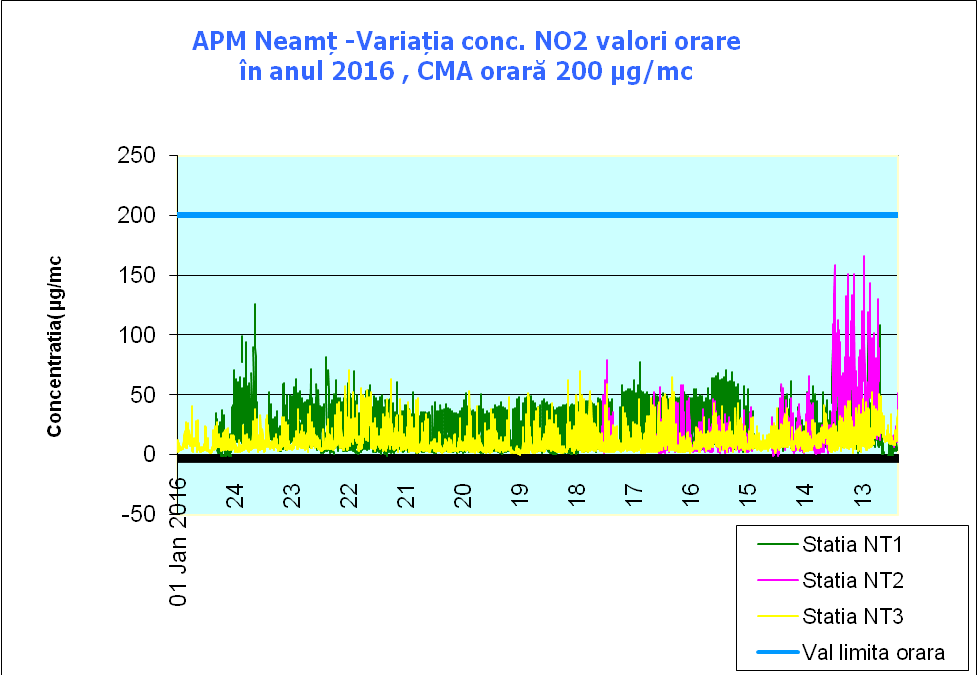 APM Neamț -Variația conc. NO2 valori orare
în anul 2016 , CMA orară 200 µg/mc
Concentratia(µg/mc
250
200
150
100
50
0
-50
01 Jan 2016
24
23
22
21
20
19
18
17
16
15
14
13
Statia NT1
Statia NT2
Statia NT3
Val limita orara